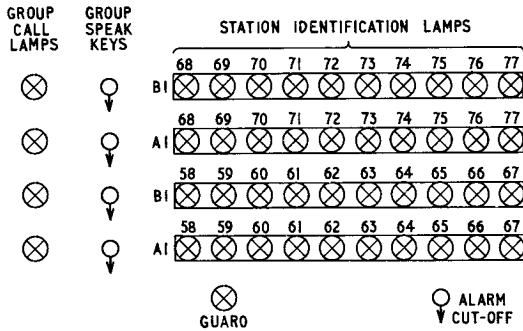 GROUP CALL LAMPS
GROUP SPEAK KEYS
STATION IDENTIFICATION LAMPS
68 69 70 71 72 73 74 75 76 77
B1
68 69 70 71 72 73 74 75 76 77
A1
58 59 60 61 62 63 64 65 66 67
B1
58 59 60 61 62 63 64 65 66 67
A1
GUARD
ALARM CUT-OFF